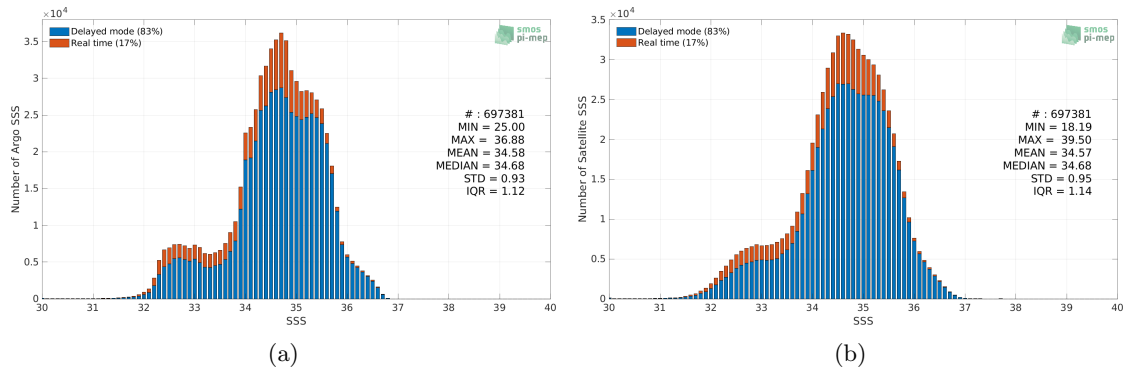 ×10^4
Delayed mode (83%)
Real time (17%)
smos
pi-mep
# : 697381
MIN = 25.00
MAX = 36.88
MEAN = 34.58
MEDIAN = 34.68
STD = 0.93
IQR = 1.12
Number of Argo SSS
3.5
3
2.5
2
1.5
1
0.5
0
30 31 32 33 34 35 36 37 38 39 40
SSS
(a)
×10^4
3.5
Delayed mode (83%)
Real time (17%)
smos
pi-mep
# : 697381
MIN = 18.19
MAX = 39.50
MEAN = 34.57
MEDIAN = 34.68
STD = 0.95
IQR = 1.14
Number of Satellite SSS
3
2.5
2
1.5
1
0.5
0
30 31 32 33 34 35 36 37 38 39 40
SSS
(b)